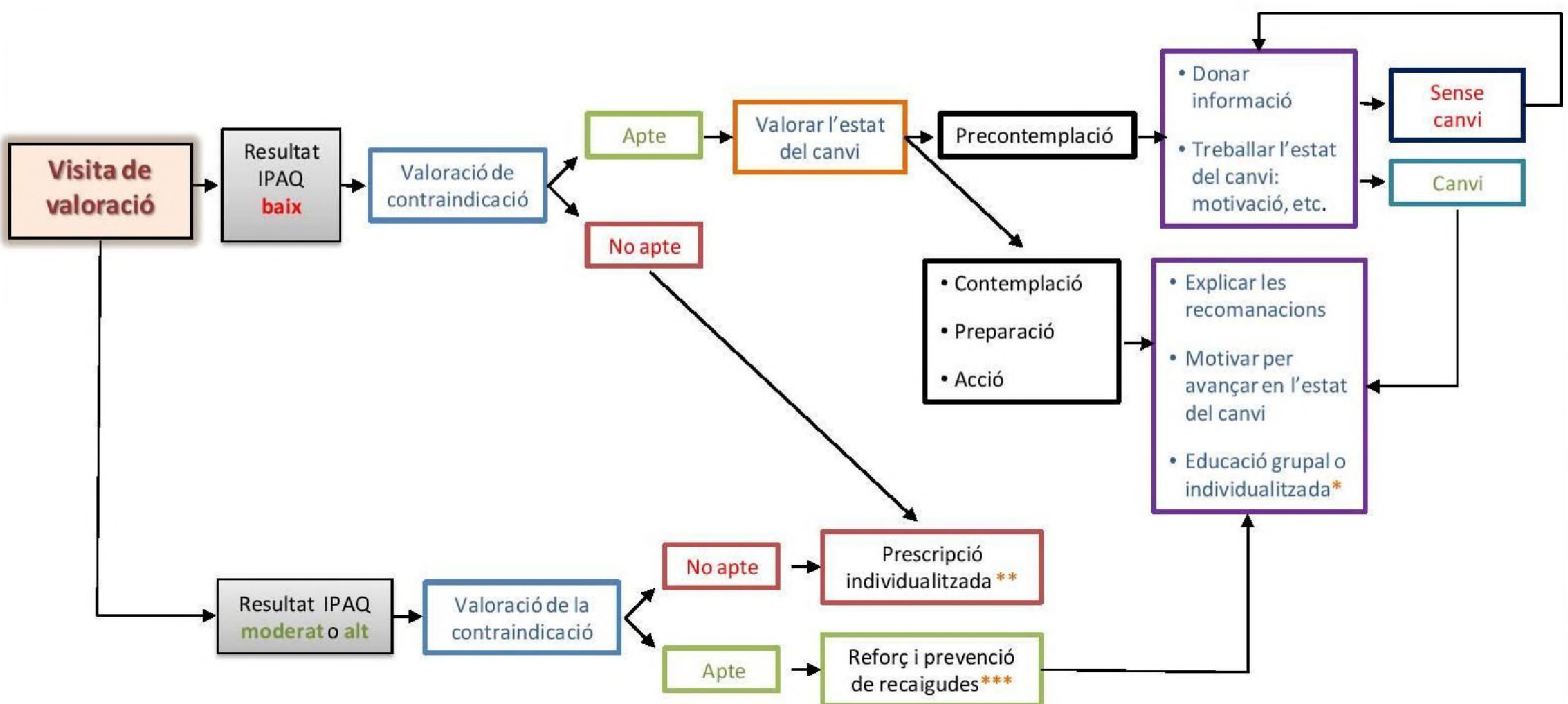 Visita de
valoració
Resultat
IPAQ
baix
Valoració de
contraindicació
Apte
No apte
Valorar l'estat
del canvi
Precontemplació
• Donar
informació
• Treballar l'estat
del canvi:
motivació, etc.
Sense
canvi
Canvi
• Contemplació
• Preparació
• Acció
• Explicar les
recomanacions
• Motivar per
avançar en l'estat
del canvi
• Educació grupal o
individualitzada*
Resultat IPAQ
moderat o alt
Valoració de la
contraindicació
No apte
Prescripció
individualitzada **
Apte
Reforç i prevenció
de recaigudes***